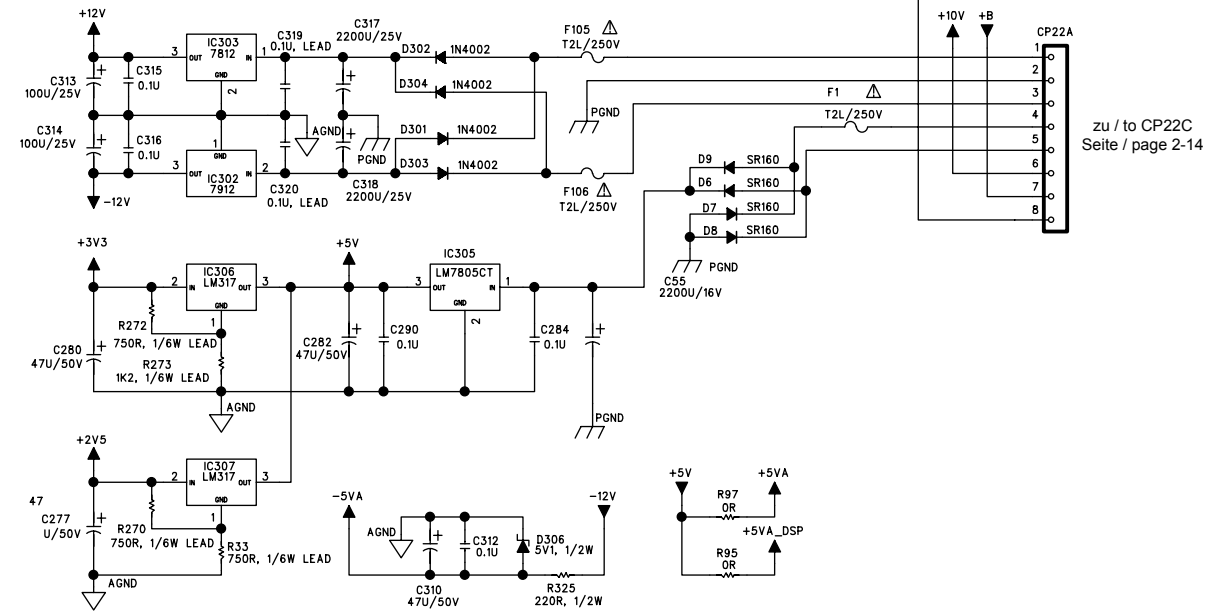 +12V
C317
2200U/25V
C319
0.1U, LEAD
IC303
7812
3
OUT
IN
1
GND
2
C313
100U/25V
C315
0.1U
D302
1N4002
D304
1N4002
F105
T2L/250V
+10V
+B
CP22A
1
2
3
4
5
6
7
8
PGND
F1
T2L/250V
zu / to CP22C
Seite / page 2-14
C314
100U/25V
C316
0.1U
AGND
PGND
D301
1N4002
D303
1N4002
1
GND
3
OUT
IN
2
IC302
7912
-12V
C320
0.1U, LEAD
C318
2200U/25V
F106
T2L/250V
D9
SR160
D6
SR160
D7
SR160
D8
SR160
PGND
C55
2200U/16V
+3V3
+5V
IC305
LM7805CT
3
OUT
IN
1
GND
2
IC306
LM317
2
IN
OUT
3
GND
1
R272
750R, 1/6W LEAD
C280
47U/50V
R273
1K2, 1/6W LEAD
C282
47U/50V
C290
0.1U
C284
0.1U
AGND
PGND
+2V5
IC307
LM317
2
IN
OUT
3
GND
1
47
C277
U/50V
R270
750R, 1/6W LEAD
R33
750R, 1/6W LEAD
AGND
-5VA
-12V
AGND
C312
0.1U
D306
5V1, 1/2W
C310
47U/50V
R325
220R, 1/2W
+5V
+5VA
R97
0R
+5VA_DSP
R95
0R